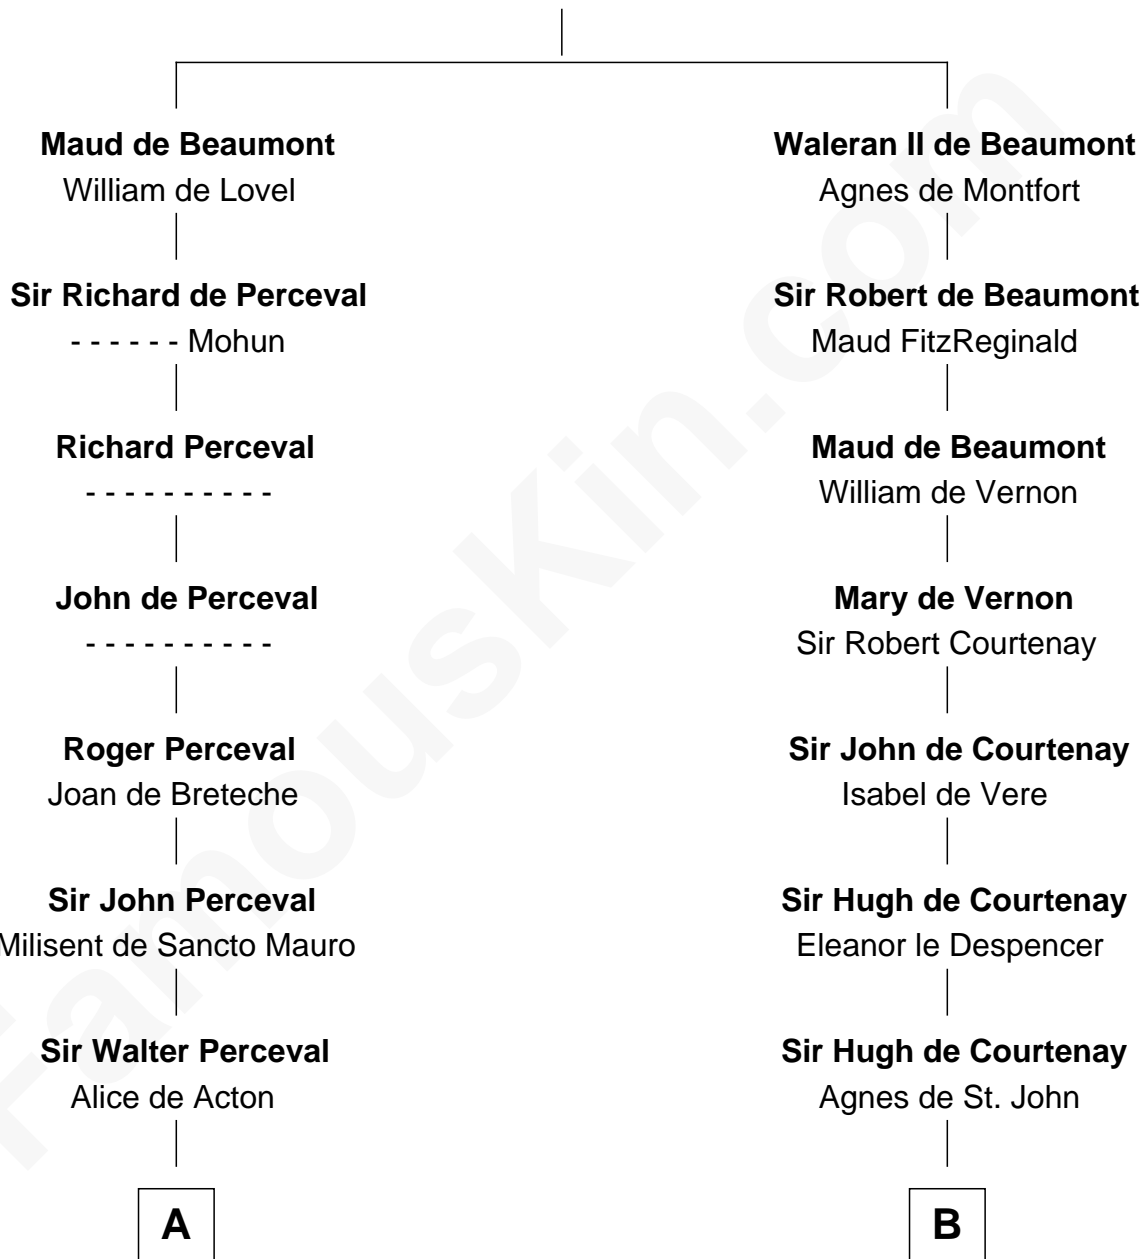 Maud de Beaumont
William de Lovel
Sir Richard de Perceval
- - - - - - Mohun
Richard Perceval
- - - - - - - - - -
John de Perceval
- - - - - - - - - -
Roger Perceval
Joan de Breteche
Sir John Perceval
Milisent de Sancto Mauro
Sir Walter Perceval
Alice de Acton
A
Waleran II de Beaumont
Agnes de Montfort
Sir Robert de Beaumont
Maud FitzReginald
Maud de Beaumont
William de Vernon
Mary de Vernon
Sir Robert Courtenay
Sir John de Courtenay
Isabel de Vere
Sir Hugh de Courtenay
Eleanor le Despencer
Sir Hugh de Courtenay
Agnes de St. John
B
FamousKin.com